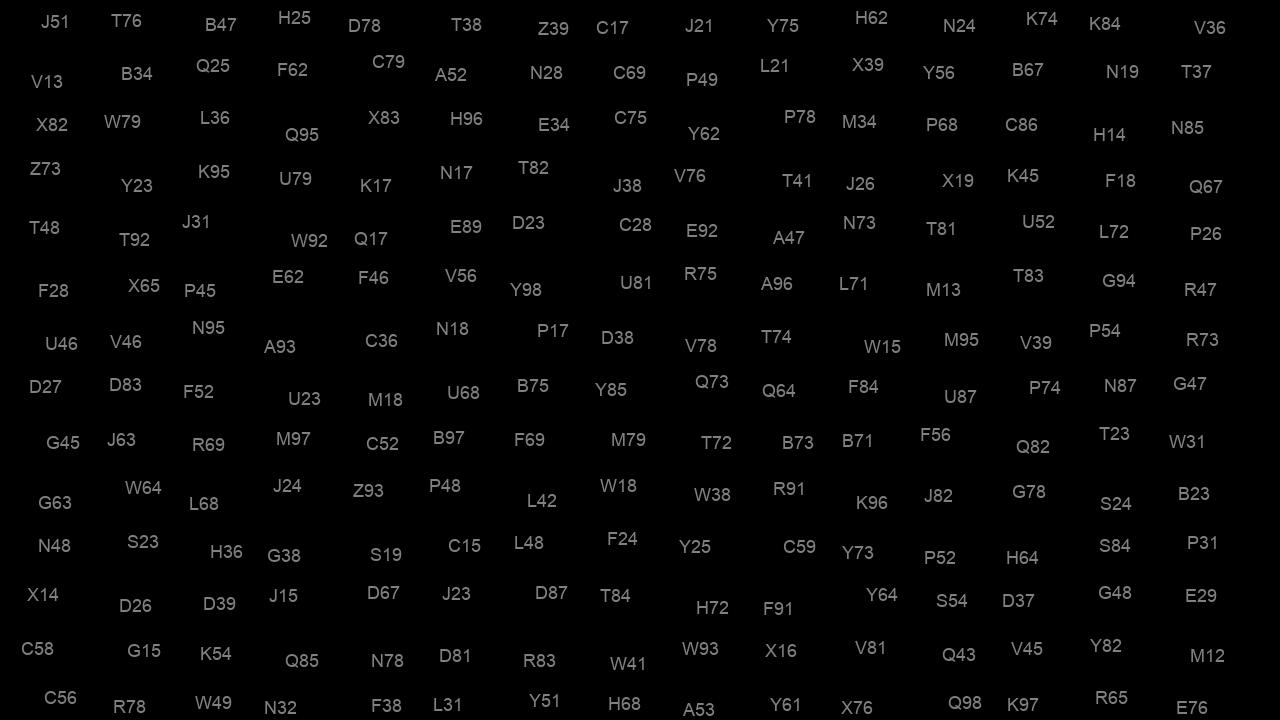 J51 T76 B47 H25 D78 T38 Z39 C17 J21 Y75 H62 N24 K74 K84 V36
V13 B34 Q25 F62 C79 A52 N28 C69 P49 L21 X39 Y56 B67 N19 T37
X82 W79 L36 Q95 X83 H96 E34 C75 Y62 P78 M34 P68 C86 H14 N85
Z73 Y23 K95 U79 K17 N17 T82 J38 V76 T41 J26 X19 K45 F18 Q67
T48 T92 J31 W92 Q17 E89 D23 C28 E92 A47 N73 T81 U52 L72 P26
F28 X65 P45 E62 F46 V56 Y98 U81 R75 A96 L71 M13 T83 G94 R47
U46 V46 N95 A93 C36 N18 P17 D38 V78 T74 W15 M95 V39 P54 R73
D27 D83 F52 U23 M18 U68 B75 Y85 Q73 Q64 F84 U87 P74 N87 G47
G45 J63 R69 M97 C52 B97 F69 M79 T72 B73 B71 F56 Q82 T23 W31
G63 W64 L68 J24 Z93 P48 L42 W18 W38 R91 K96 J82 G78 S24 B23
N48 S23 H36 G38 S19 C15 L48 F24 Y25 C59 Y73 P52 H64 S84 P31
X14 D26 D39 J15 D67 J23 D87 T84 H72 F91 Y64 S54 D37 G48 E29
C58 G15 K54 Q85 N78 D81 R83 W41 W93 X16 V81 Q43 V45 Y82 M12
C56 R78 W49 N32 F38 L31 Y51 H68 A53 Y61 X76 Q98 K97 R65 E76